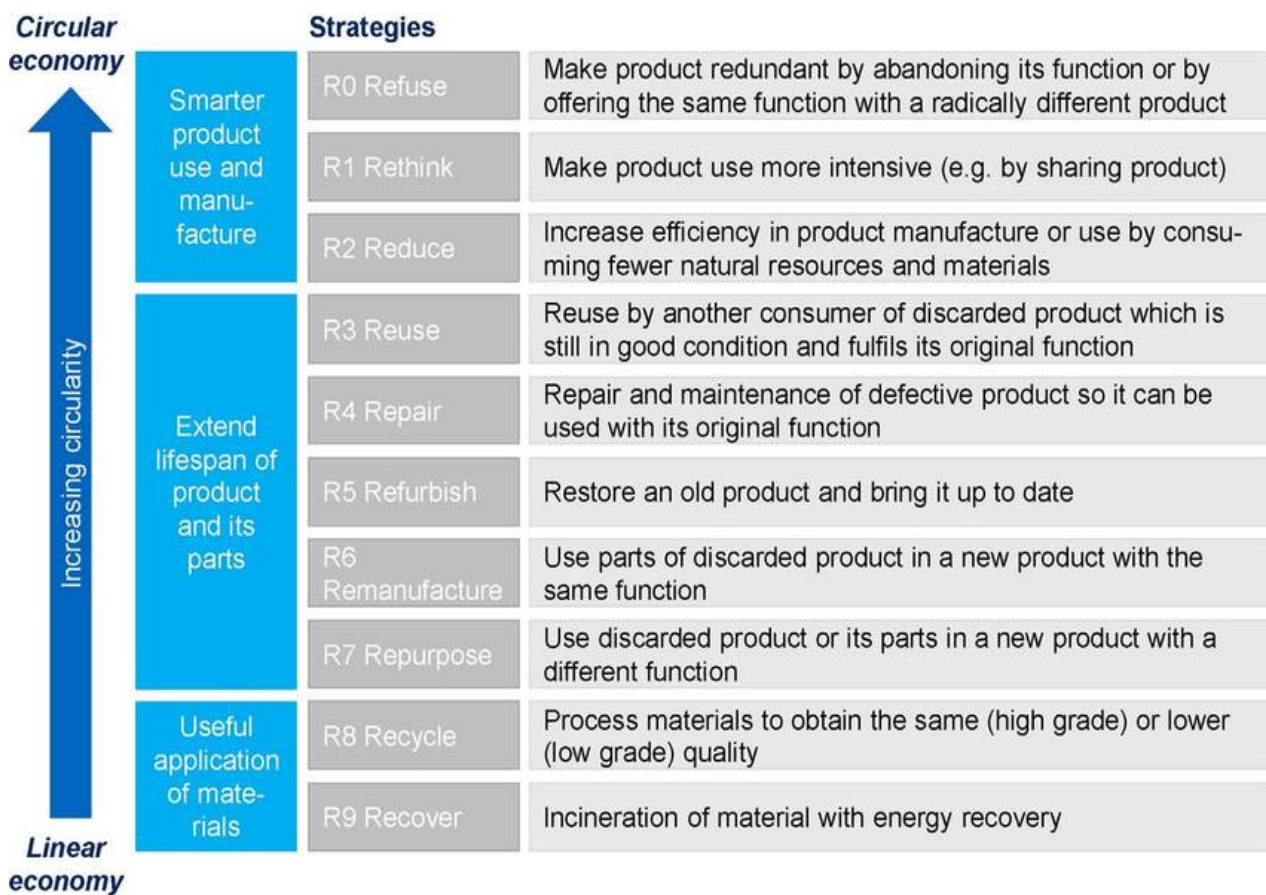 Circular
economy
Strategies
Increasing circularity
Smarter
product
use and
manu-
facture
R0 Refuse
Make product redundant by abandoning its function or by
offering the same function with a radically different product
R1 Rethink
Make product use more intensive (e.g. by sharing product)
R2 Reduce
Increase efficiency in product manufacture or use by consu-
ming fewer natural resources and materials
Extend
lifespan of
product
and its
parts
R3 Reuse
Reuse by another consumer of discarded product which is
still in good condition and fulfils its original function
R4 Repair
Repair and maintenance of defective product so it can be
used with its original function
R5 Refurbish
Restore an old product and bring it up to date
R6
Remanufacture
Use parts of discarded product in a new product with the
same function
R7 Repurpose
Use discarded product or its parts in a new product with a
different function
Useful
application
of mate-
rials
R8 Recycle
Process materials to obtain the same (high grade) or lower
(low grade) quality
R9 Recover
Incineration of material with energy recovery
Linear
economy